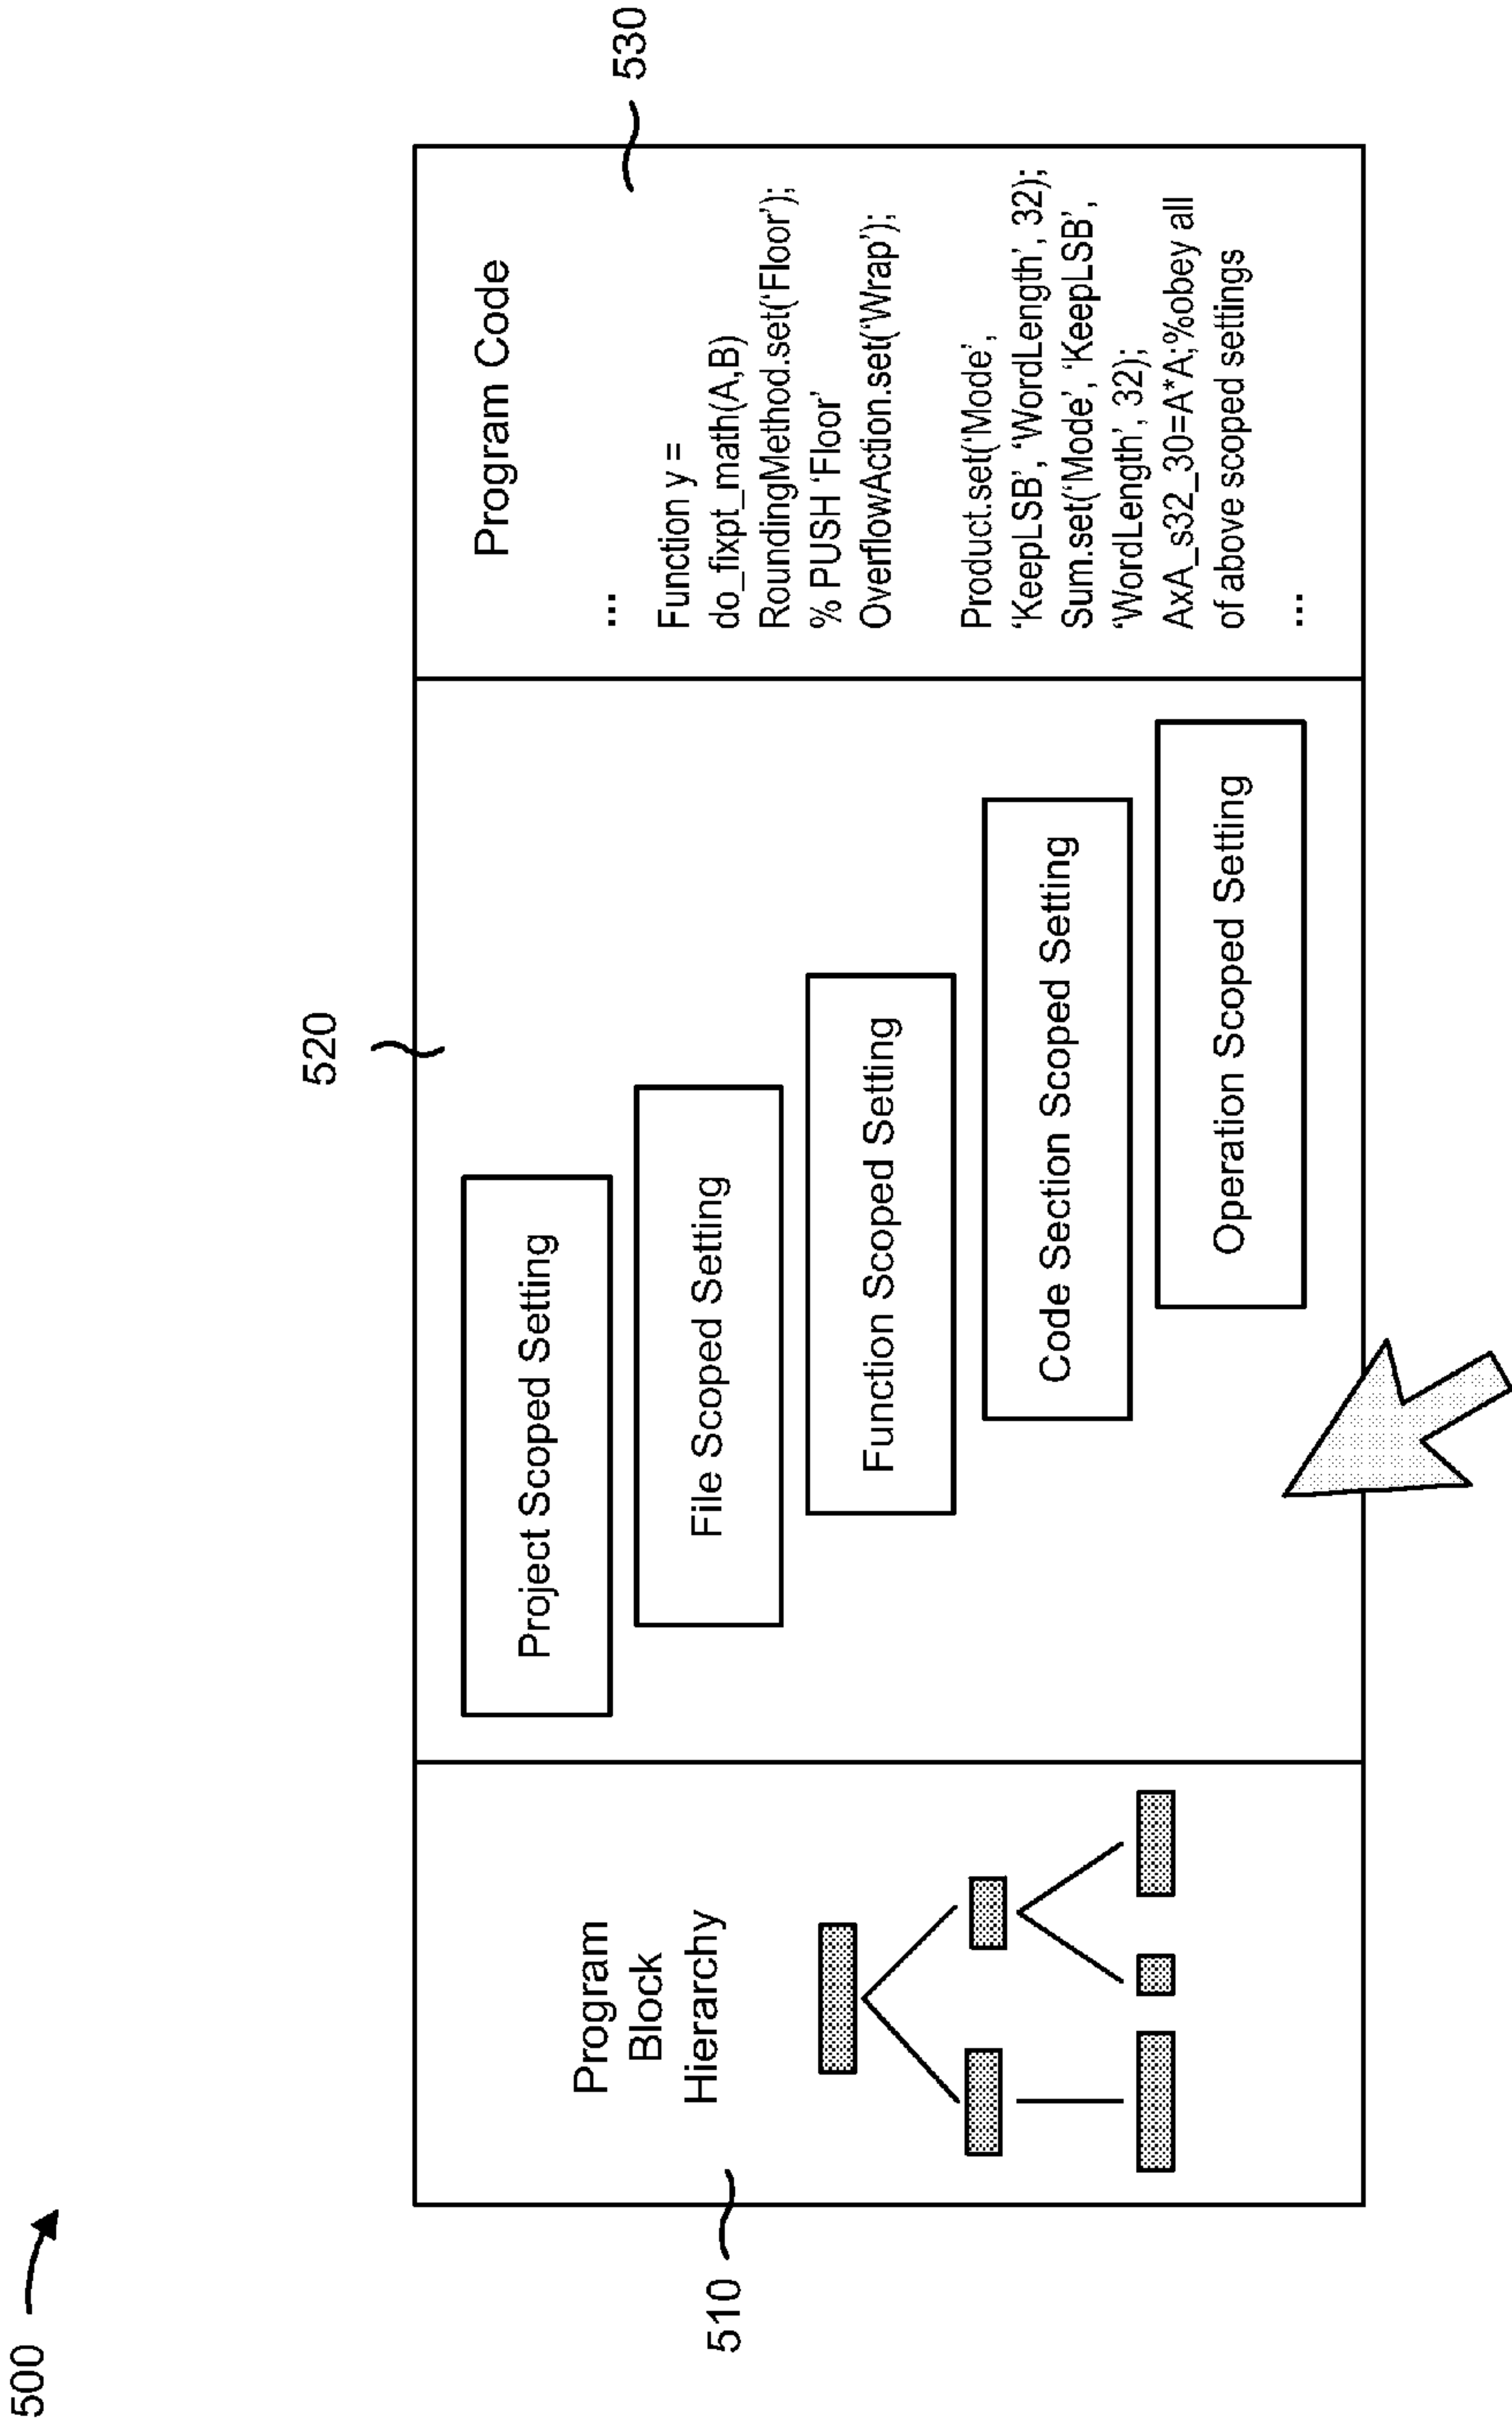 500
510
520
530
Program
Block
Hierarchy
Project Scoped Setting
File Scoped Setting
Function Scoped Setting
Code Section Scoped Setting
Operation Scoped Setting
Program Code
...
Function y =
do_fixpt_math(A,B)
RoundingMethod.set(‘Floor’);
% PUSH ‘Floor’
OverflowAction.set(‘Wrap’);
Product.set(‘Mode’,
‘KeepLSB’, ‘WordLength’, 32);
Sum.set(‘Mode’, ‘KeepLSB’,
‘WordLength’, 32);
AxA_s32_30=A*A;%obey all
of above scoped settings
...